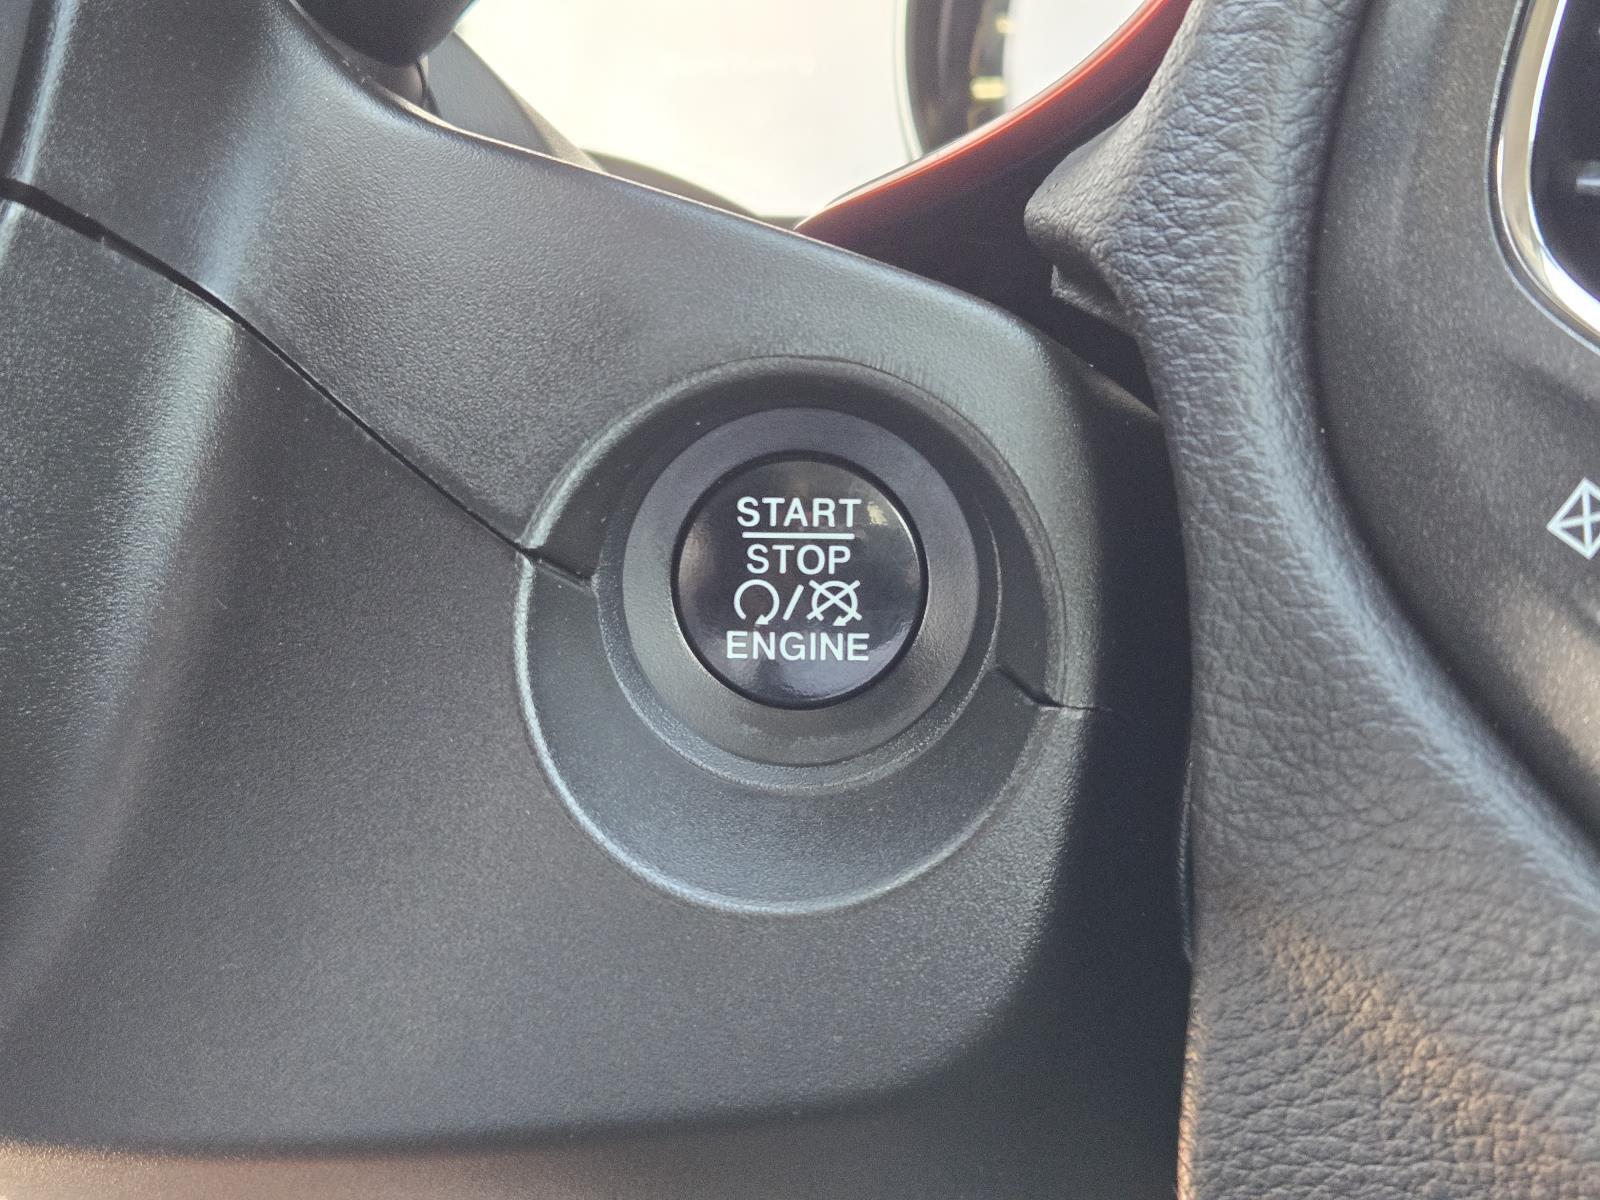 START
STOP
/
ENGINE